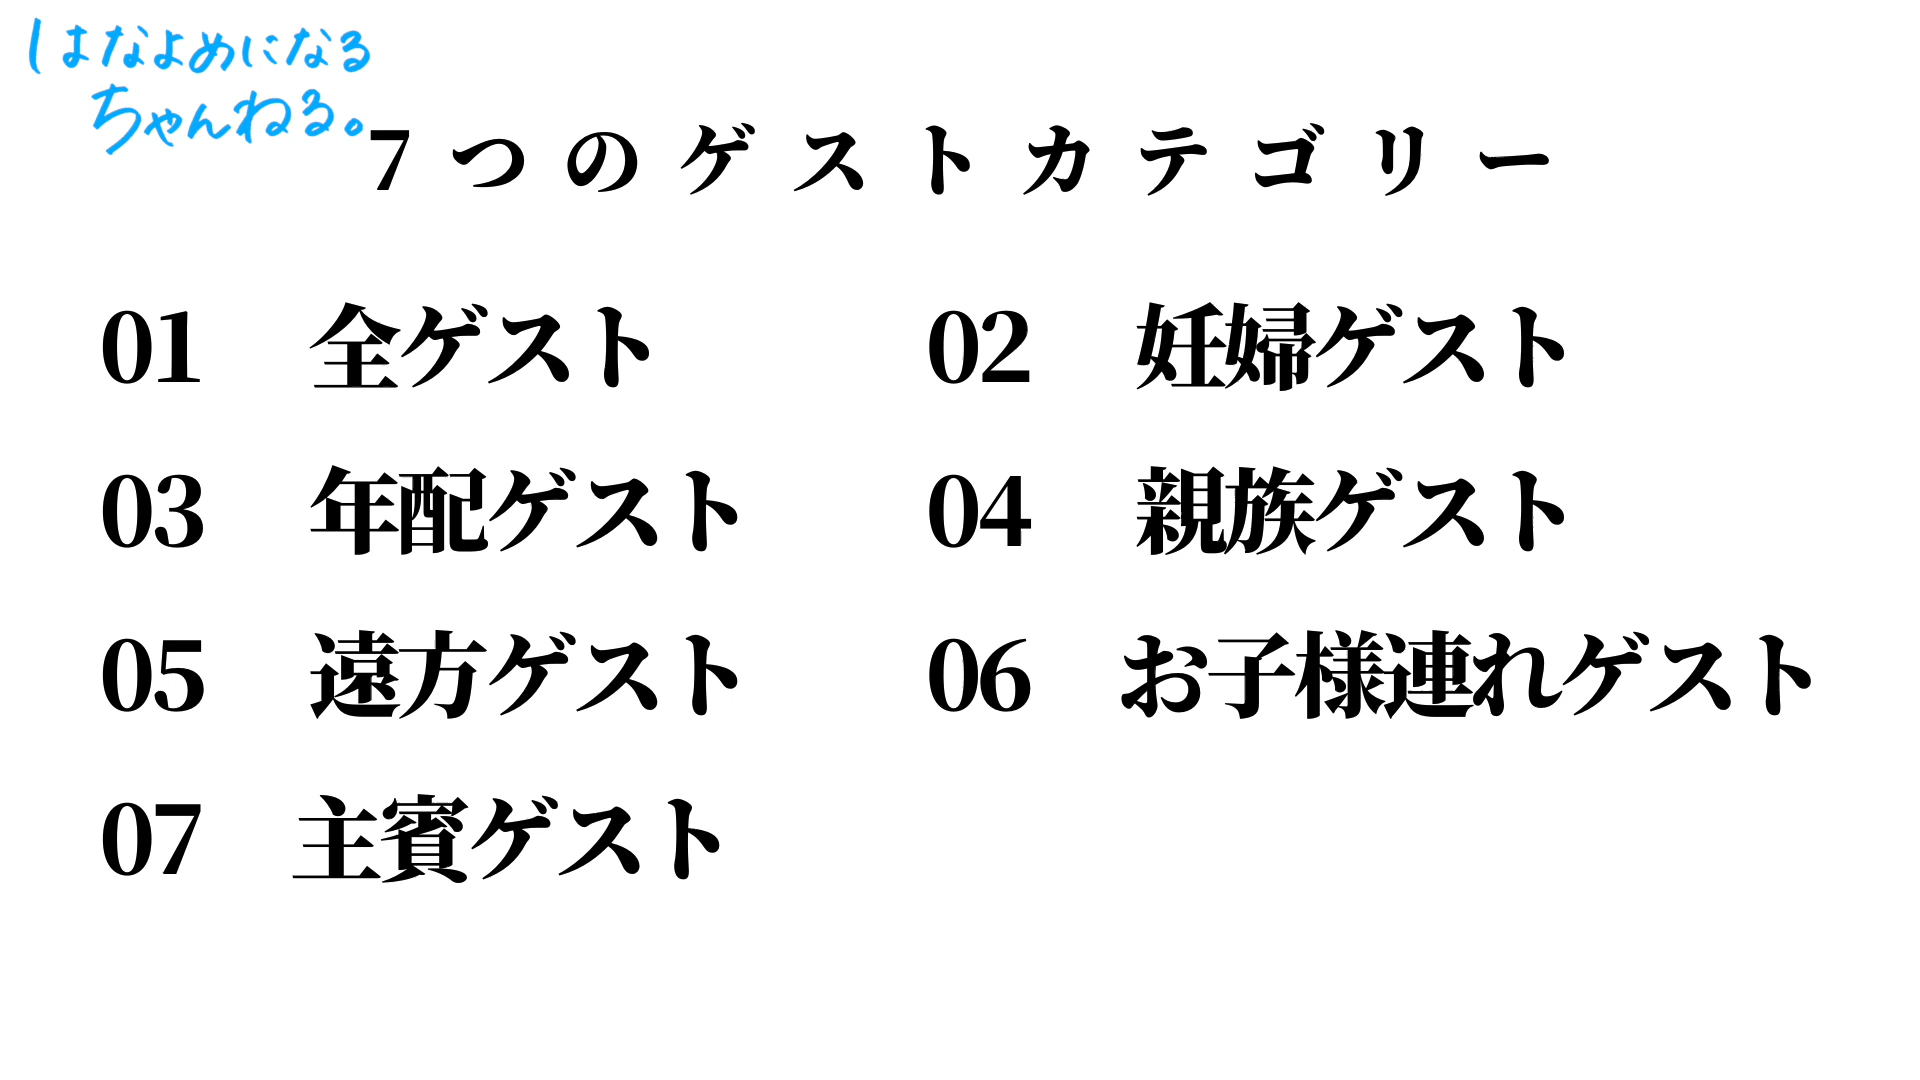 はなよめになる
ちゃんねる。
7つのゲストカテゴリー
01 全ゲスト
02 妊婦ゲスト
03 年配ゲスト
04 親族ゲスト
05 遠方ゲスト
06 お子様連れゲスト
07 主賓ゲスト